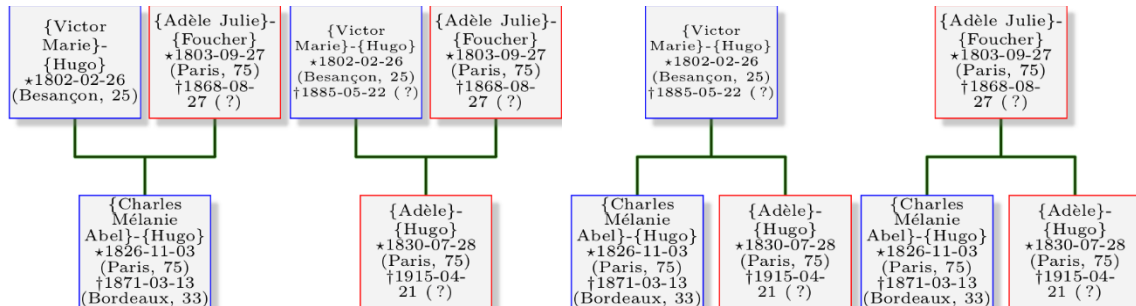 {Victor
Marie}-
{Hugo}
⋆1802-02-26
(Besançon, 25)
{Adèle Julie}-
{Foucher}
⋆1803-09-27
(Paris, 75)
†1868-08-
27 ( ?)
{Victor
Marie}-{Hugo}
⋆1802-02-26
(Besançon, 25)
†1885-05-22 ( ?)
{Adèle Julie}-
{Foucher}
⋆1803-09-27
(Paris, 75)
†1868-08-
27 ( ?)
{Victor
Marie}-{Hugo}
⋆1802-02-26
(Besançon, 25)
†1885-05-22 ( ?)
{Adèle Julie}-
{Foucher}
⋆1803-09-27
(Paris, 75)
†1868-08-
27 ( ?)
{Charles
Mélanie
Abel}-{Hugo}
⋆1826-11-03
(Paris, 75)
†1871-03-13
(Bordeaux, 33)
{Adèle}-
{Hugo}
⋆1830-07-28
(Paris, 75)
†1915-04-
21 ( ?)
{Charles
Mélanie
Abel}-{Hugo}
⋆1826-11-03
(Paris, 75)
†1871-03-13
(Bordeaux, 33)
{Adèle}-
{Hugo}
⋆1830-07-28
(Paris, 75)
†1915-04-
21 ( ?)
{Charles
Mélanie
Abel}-{Hugo}
⋆1826-11-03
(Paris, 75)
†1871-03-13
(Bordeaux, 33)
{Adèle}-
{Hugo}
⋆1830-07-28
(Paris, 75)
†1915-04-
21 ( ?)